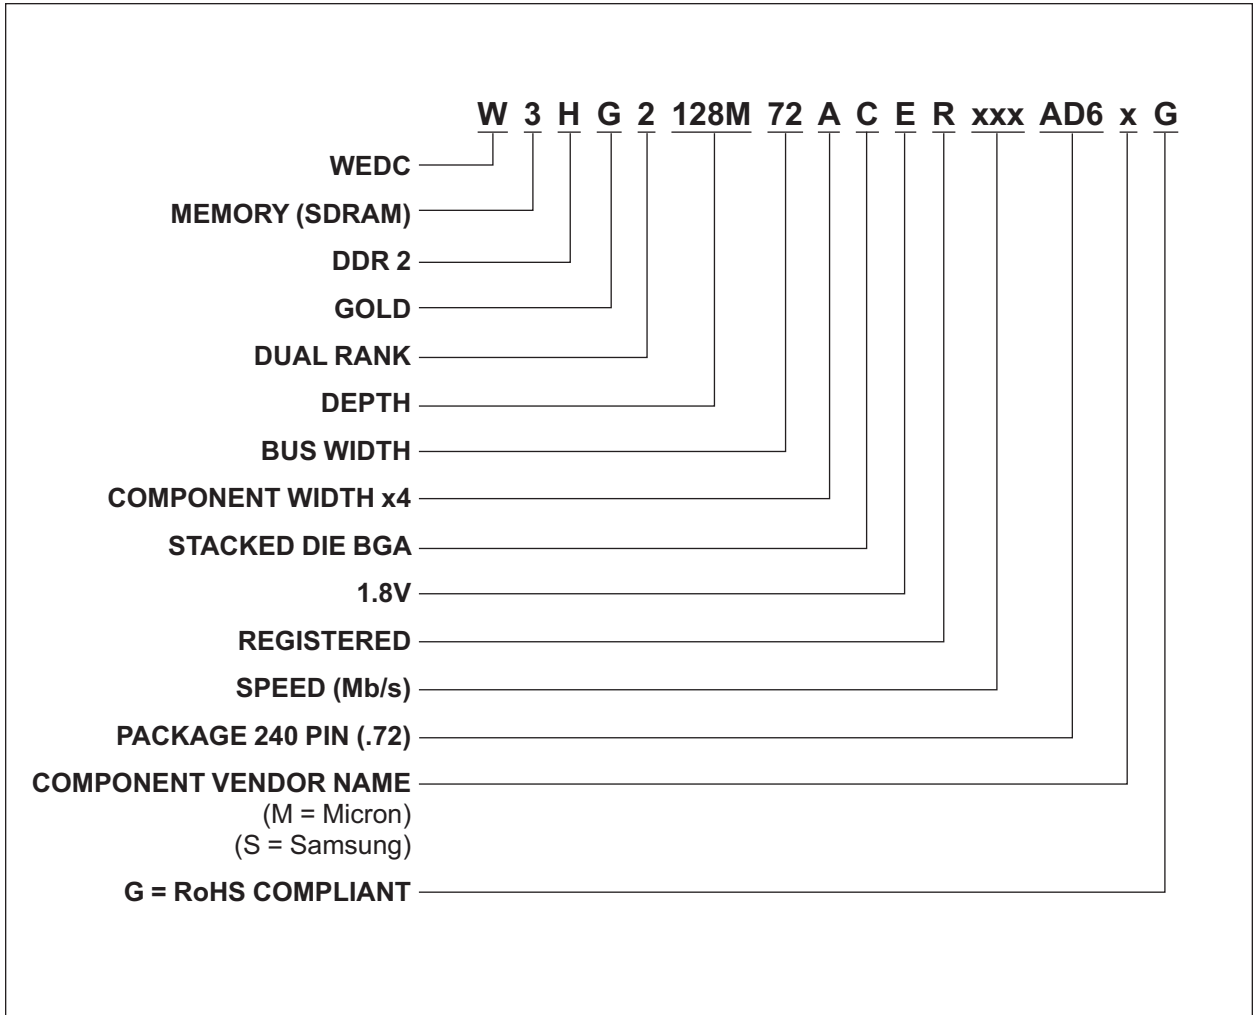 W 3 H G 2 128M 72 A C E R xxx AD6 x G
WEDC
MEMORY (SDRAM)
DDR 2
GOLD
DUAL RANK
DEPTH
BUS WIDTH
COMPONENT WIDTH x4
STACKED DIE BGA
1.8V
REGISTERED
SPEED (Mb/s)
PACKAGE 240 PIN (.72)
COMPONENT VENDOR NAME
(M = Micron)
(S = Samsung)
G = RoHS COMPLIANT